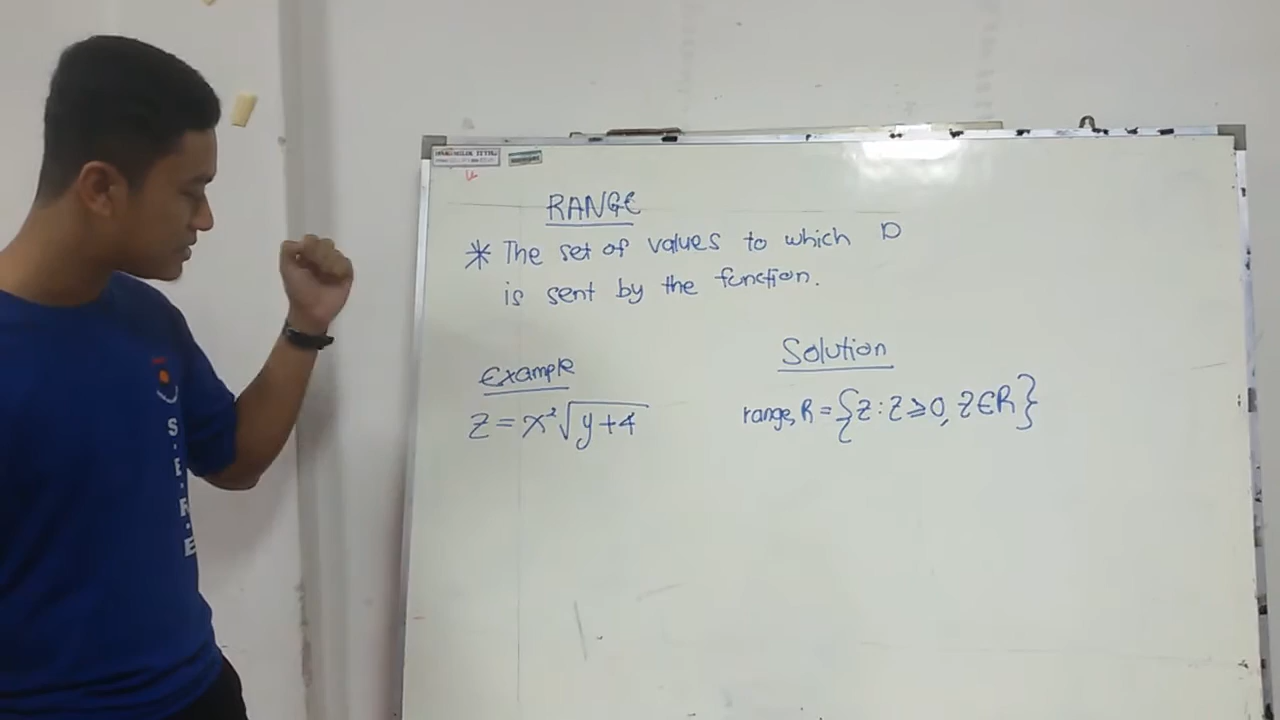 RANGE
* The set of values to which D
is sent by the function.
Example
z = x²√y+4
Solution
range, R = {z : z ⩾ 0, z ∈ R}
S.E.R.E